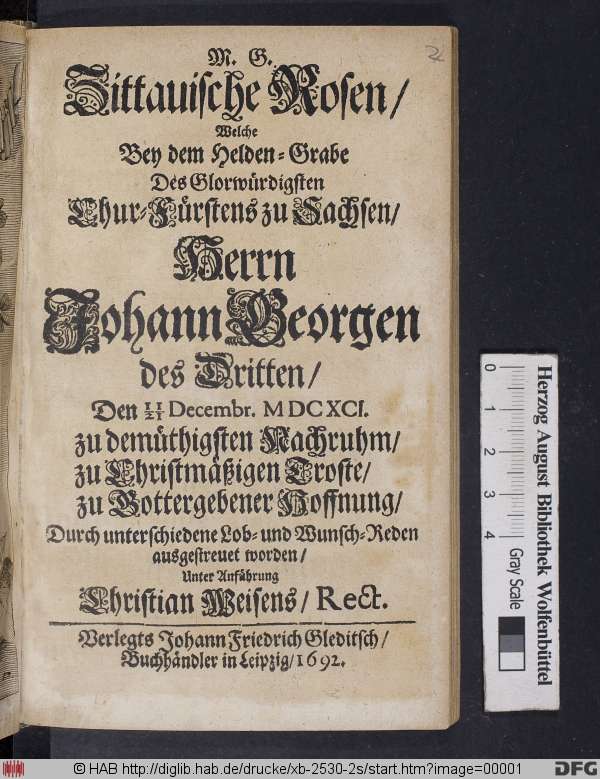 M. G.
Zittauische Rosen/
Welche
Bey dem Helden-Grabe
Des Glorwürdigsten
Chur-Fürstens zu Sachsen/
Herrn
Johann Georgen
des Dritten/
Den 11/21 Decembr. MDCXCI.
zu demüthigsten Nachruhm/
zu Christmäßigen Troste/
zu Gottergebener Hoffnung/
Durch unterschiedene Lob- und Wunsch-Reden
ausgestreuet worden/
Unter Anführung
Christian Weisens/ Rect.
Verlegts Johann Friedrich Gleditsch/
Buchhändler in Leipzig/1692.
0 1 2 3 4
Gray Scale
Herzog August Bibliothek Wolfenbüttel
© HAB http://diglib.hab.de/drucke/xb-2530-2s/start.htm?image=00001
DFG